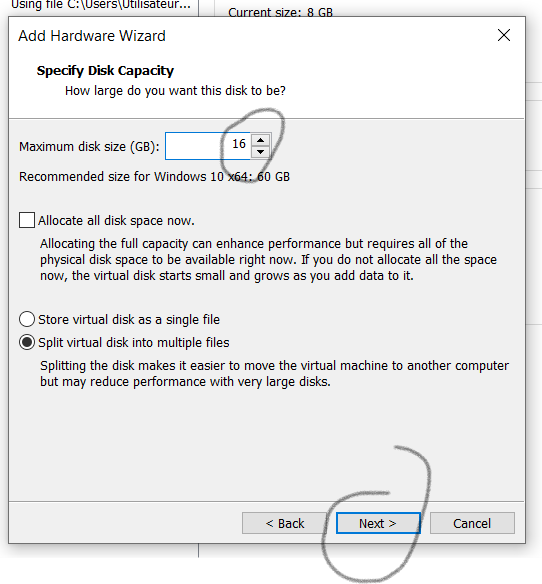 Using file C:\Users\Utilisateur...
Current size: 8 GB
Add Hardware Wizard
Specify Disk Capacity
How large do you want this disk to be?
Maximum disk size (GB): 16
Recommended size for Windows 10 x64: 60 GB
Allocate all disk space now.
Allocating the full capacity can enhance performance but requires all of the
physical disk space to be available right now. If you do not allocate all the space
now, the virtual disk starts small and grows as you add data to it.
Store virtual disk as a single file
Split virtual disk into multiple files
Splitting the disk makes it easier to move the virtual machine to another computer
but may reduce performance with very large disks.
< Back Next > Cancel